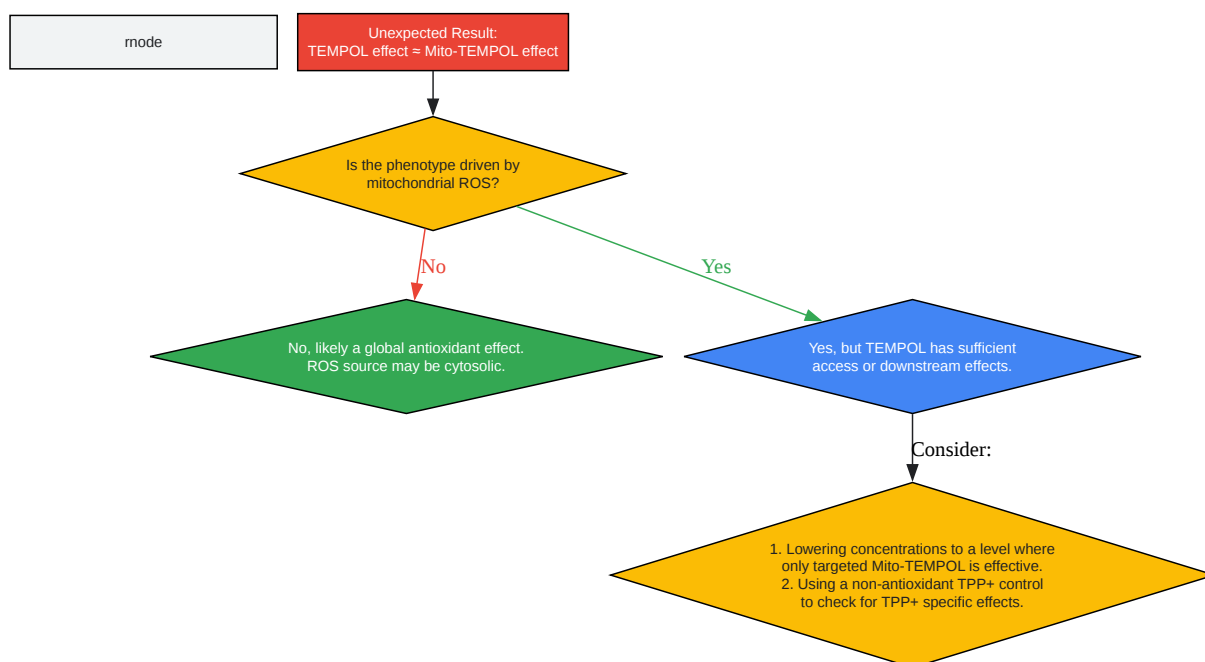 rnode
Unexpected Result:
TEMPOL effect ≈ Mito-TEMPOL effect
Is the phenotype driven by
mitochondrial ROS?
No
Yes
No, likely a global antioxidant effect.
ROS source may be cytosolic.
Yes, but TEMPOL has sufficient
access or downstream effects.
Consider:
1. Lowering concentrations to a level where
only targeted Mito-TEMPOL is effective.
2. Using a non-antioxidant TPP+ control
to check for TPP+ specific effects.